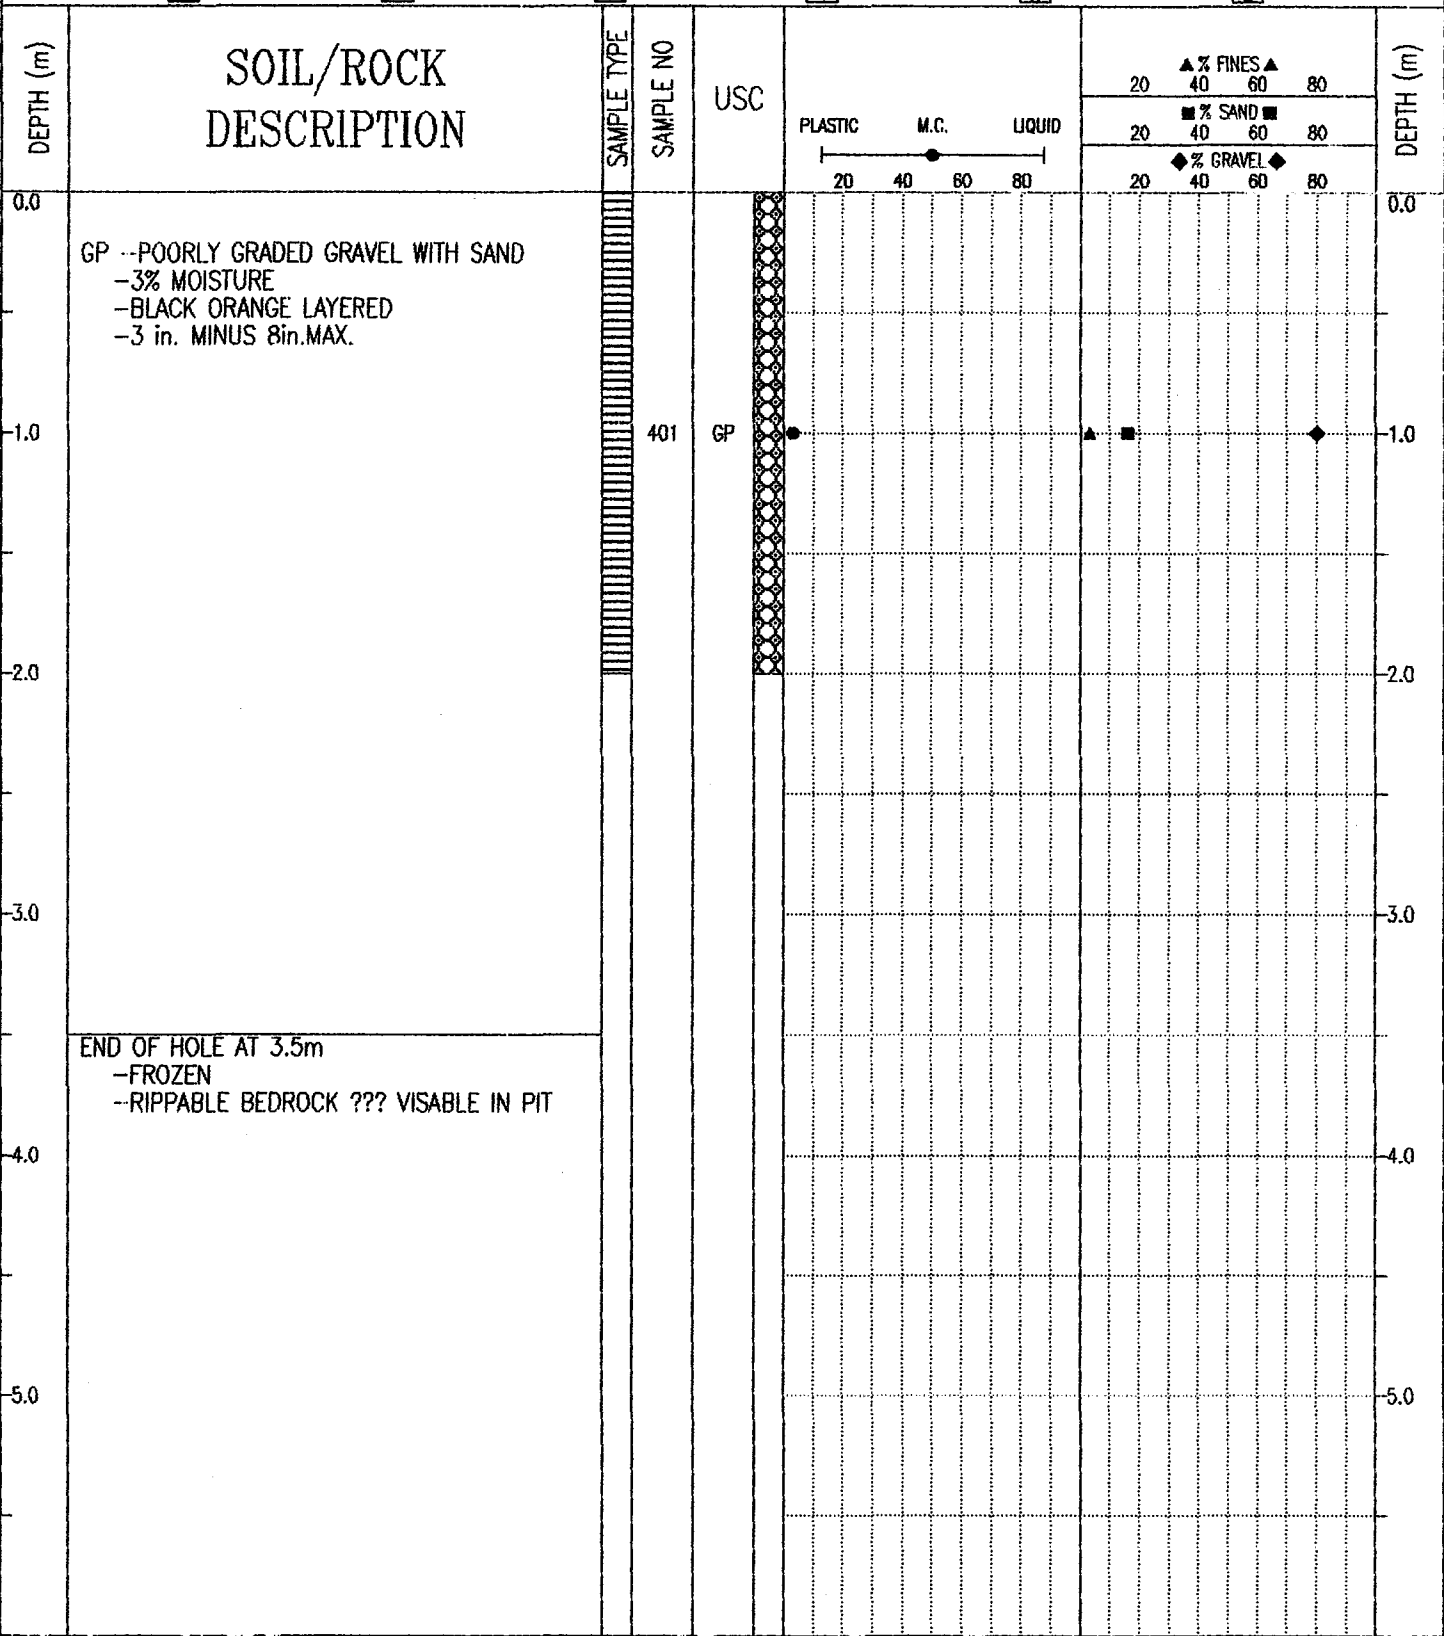 DEPTH (m)
SOIL/ROCK
DESCRIPTION
SAMPLE TYPE
SAMPLE NO
USC
PLASTIC M.C. LIQUID
20 40 60 80
▲ % FINES ▲
20 40 60 80
■ % SAND ■
20 40 60 80
◆ % GRAVEL ◆
20 40 60 80
DEPTH (m)
0.0 0.0
GP --POORLY GRADED GRAVEL WITH SAND
-3% MOISTURE
-BLACK ORANGE LAYERED
-3 in. MINUS 8in.MAX.
1.0 401 GP 1.0
2.0 2.0
3.0 3.0
END OF HOLE AT 3.5m
-FROZEN
--RIPPABLE BEDROCK ??? VISABLE IN PIT
4.0 4.0
5.0 5.0